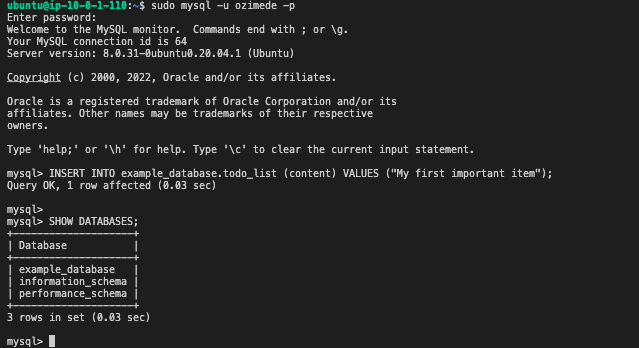 ubuntu@ip-10-0-1-110:~$ sudo mysql -u ozimede -p
Enter password:
Welcome to the MySQL monitor.  Commands end with ; or \g.
Your MySQL connection id is 64
Server version: 8.0.31-0ubuntu0.20.04.1 (Ubuntu)

Copyright (c) 2000, 2022, Oracle and/or its affiliates.

Oracle is a registered trademark of Oracle Corporation and/or its
affiliates. Other names may be trademarks of their respective
owners.

Type 'help;' or '\h' for help. Type '\c' to clear the current input statement.

mysql> INSERT INTO example_database.todo_list (content) VALUES ("My first important item");
Query OK, 1 row affected (0.03 sec)

mysql>
mysql> SHOW DATABASES;
+--------------------+
| Database           |
+--------------------+
| example_database   |
| information_schema |
| performance_schema |
+--------------------+
3 rows in set (0.03 sec)

mysql>